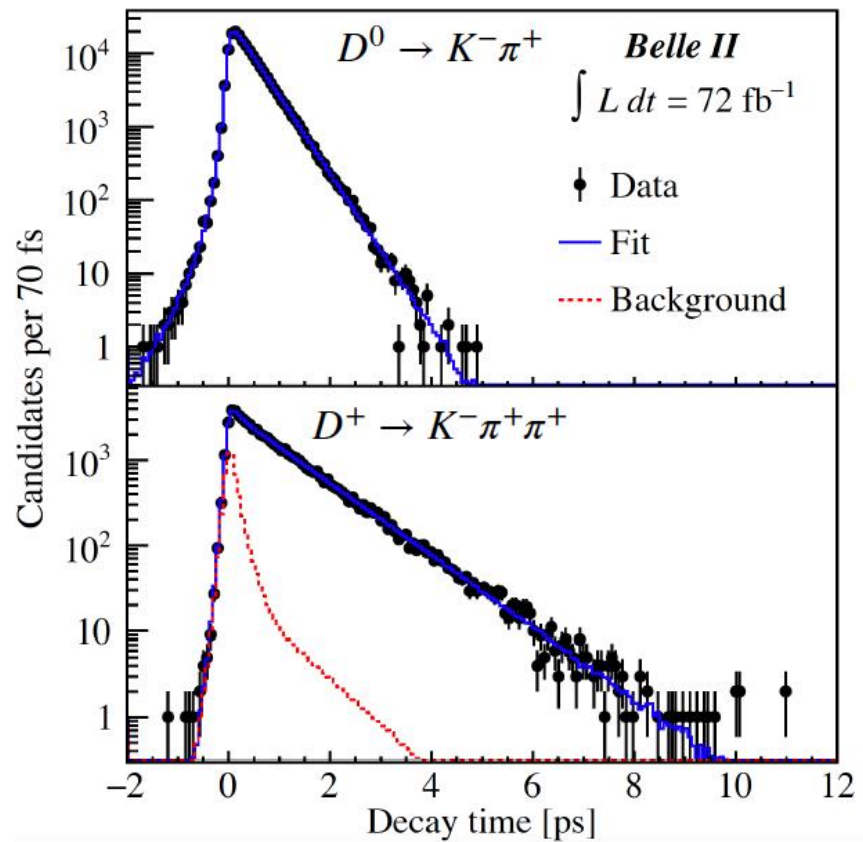 D⁰ → K⁻π⁺
Belle II
∫ L dt = 72 fb⁻¹
Data
Fit
Background
10⁴
10³
10²
10
1
D⁺ → K⁻π⁺π⁺
10³
10²
10
1
Candidates per 70 fs
−2 0 2 4 6 8 10 12
Decay time [ps]